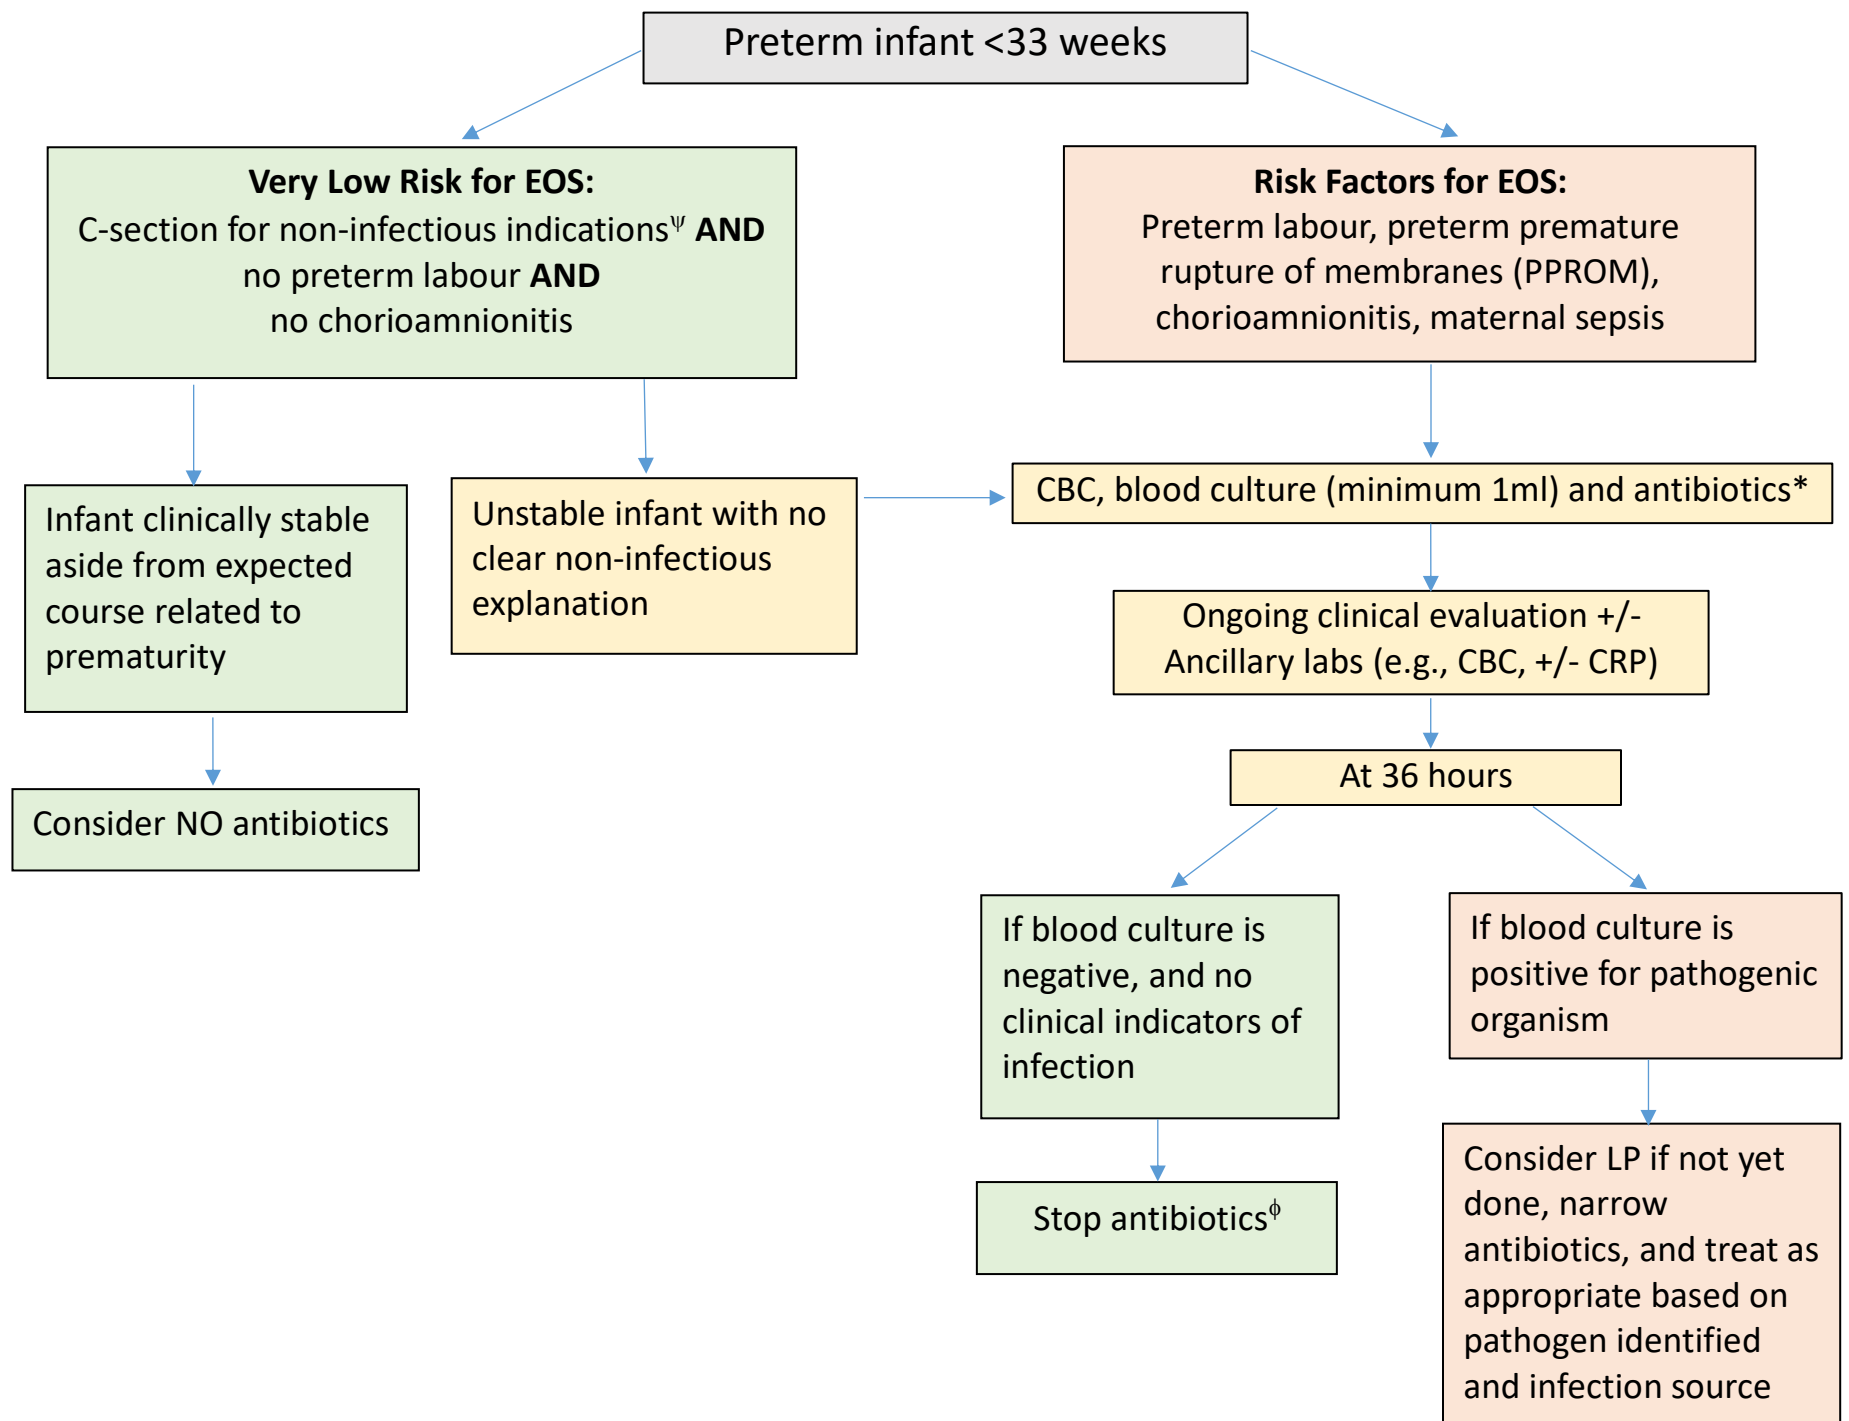 Preterm infant <33 weeks
Very Low Risk for EOS:
C-section for non-infectious indicationsᵠ AND
no preterm labour AND
no chorioamnionitis
Risk Factors for EOS:
Preterm labour, preterm premature
rupture of membranes (PPROM),
chorioamnionitis, maternal sepsis
Infant clinically stable
aside from expected
course related to
prematurity
Unstable infant with no
clear non-infectious
explanation
CBC, blood culture (minimum 1ml) and antibiotics*
Ongoing clinical evaluation +/-
Ancillary labs (e.g., CBC, +/- CRP)
Consider NO antibiotics
At 36 hours
If blood culture is
negative, and no
clinical indicators of
infection
If blood culture is
positive for pathogenic
organism
Stop antibioticsᶲ
Consider LP if not yet
done, narrow
antibiotics, and treat as
appropriate based on
pathogen identified
and infection source